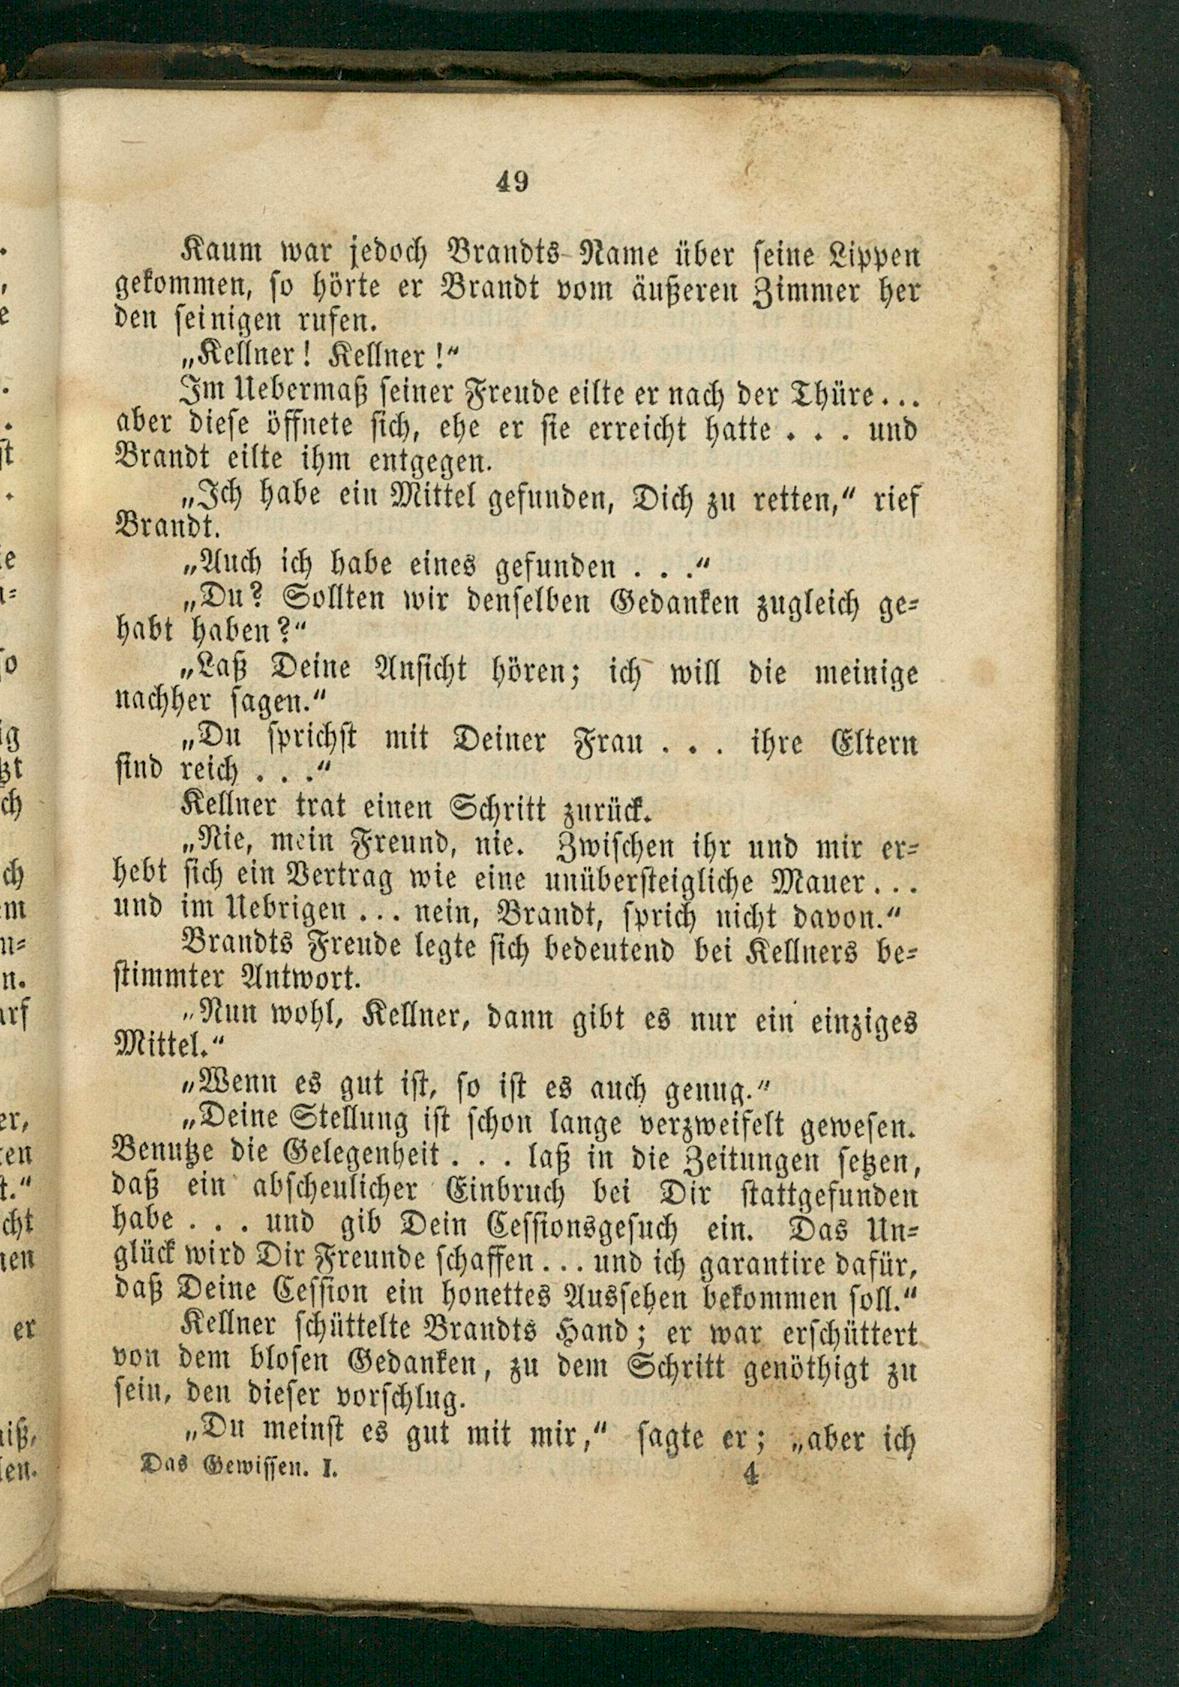 49
Kaum war jedoch Brandts Name über seine Lippen
gekommen, so hörte er Brandt vom äußeren Zimmer her
den seinigen rufen.
„Kellner! Kellner!“
Im Uebermaß seiner Freude eilte er nach der Thüre...
aber diese öffnete sich, ehe er sie erreicht hatte . . . und
Brandt eilte ihm entgegen.
„Ich habe ein Mittel gefunden, Dich zu retten,“ rief
Brandt.
„Auch ich habe eines gefunden . . .“
„Du? Sollten wir denselben Gedanken zugleich ge-
habt haben?“
„Laß Deine Ansicht hören; ich will die meinige
nachher sagen.“
„Du sprichst mit Deiner Frau . . . ihre Eltern
sind reich . . .“
Kellner trat einen Schritt zurück.
„Nie, mein Freund, nie. Zwischen ihr und mir er-
hebt sich ein Vertrag wie eine unübersteigliche Mauer...
und im Uebrigen ... nein, Brandt, sprich nicht davon.“
Brandts Freude legte sich bedeutend bei Kellners be-
stimmter Antwort.
„Nun wohl, Kellner, dann gibt es nur ein einziges
Mittel.“
„Wenn es gut ist, so ist es auch genug.“
„Deine Stellung ist schon lange verzweifelt gewesen.
Benutze die Gelegenheit . . . laß in die Zeitungen setzen,
daß ein abscheulicher Einbruch bei Dir stattgefunden
habe . . . und gib Dein Cessionsgesuch ein. Das Un-
glück wird Dir Freunde schaffen ... und ich garantire dafür,
daß Deine Cession ein honettes Aussehen bekommen soll.“
Kellner schüttelte Brandts Hand; er war erschüttert
von dem blosen Gedanken, zu dem Schritt genöthigt zu
sein, den dieser vorschlug.
„Du meinst es gut mit mir,“ sagte er; „aber ich
Das Gewissen. I. 4